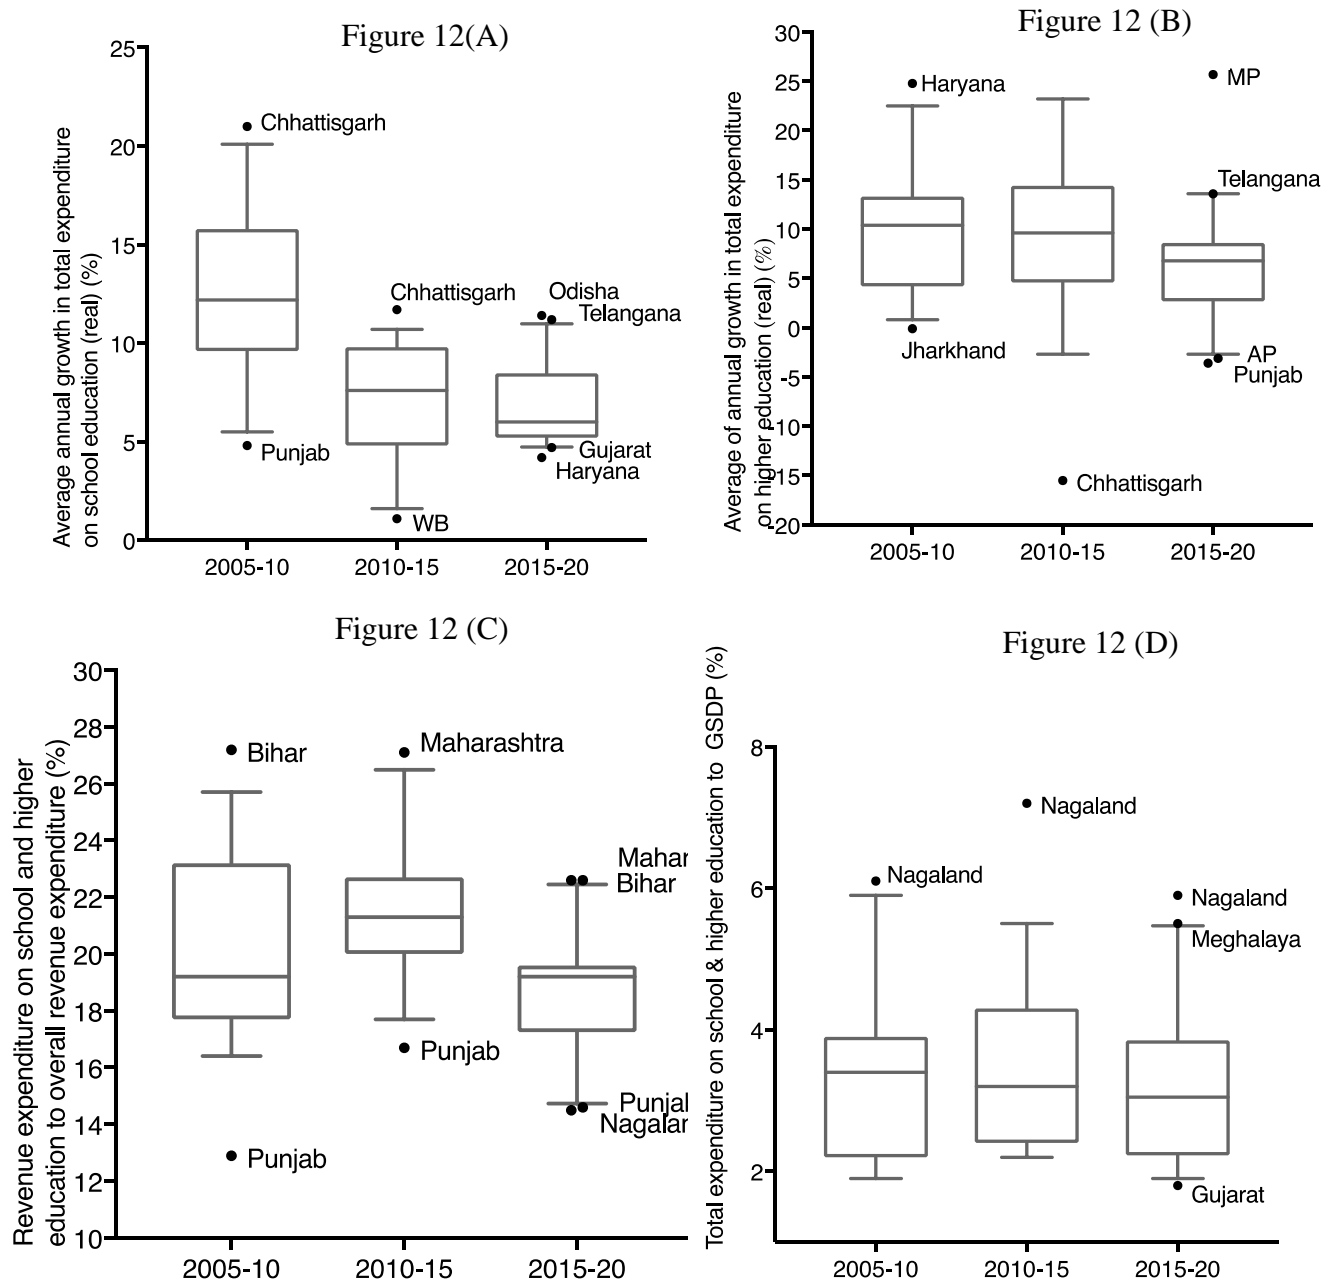 Figure 12(A)
Average annual growth in total expenditure
on school education (real) (%)
25
20
15
10
5
0
Chhattisgarh
Punjab
Chhattisgarh
WB
Odisha
Telangana
Gujarat
Haryana
2005-10
2010-15
2015-20
Figure 12 (B)
Average of annual growth in total expenditure
on higher education (real) (%)
30
25
20
15
10
5
0
-5
-10
-15
-20
Haryana
Jharkhand
Chhattisgarh
MP
Telangana
AP
Punjab
2005-10
2010-15
2015-20
Figure 12 (C)
Revenue expenditure on school and higher
education to overall revenue expenditure (%)
30
28
26
24
22
20
18
16
14
12
10
Bihar
Punjab
Maharashtra
Punjab
Mahar
Bihar
Punjal
Nagalar
2005-10
2010-15
2015-20
Figure 12 (D)
Total expenditure on school & higher education to GSDP (%)
8
6
4
2
Nagaland
Nagaland
Nagaland
Meghalaya
Gujarat
2005-10
2010-15
2015-20